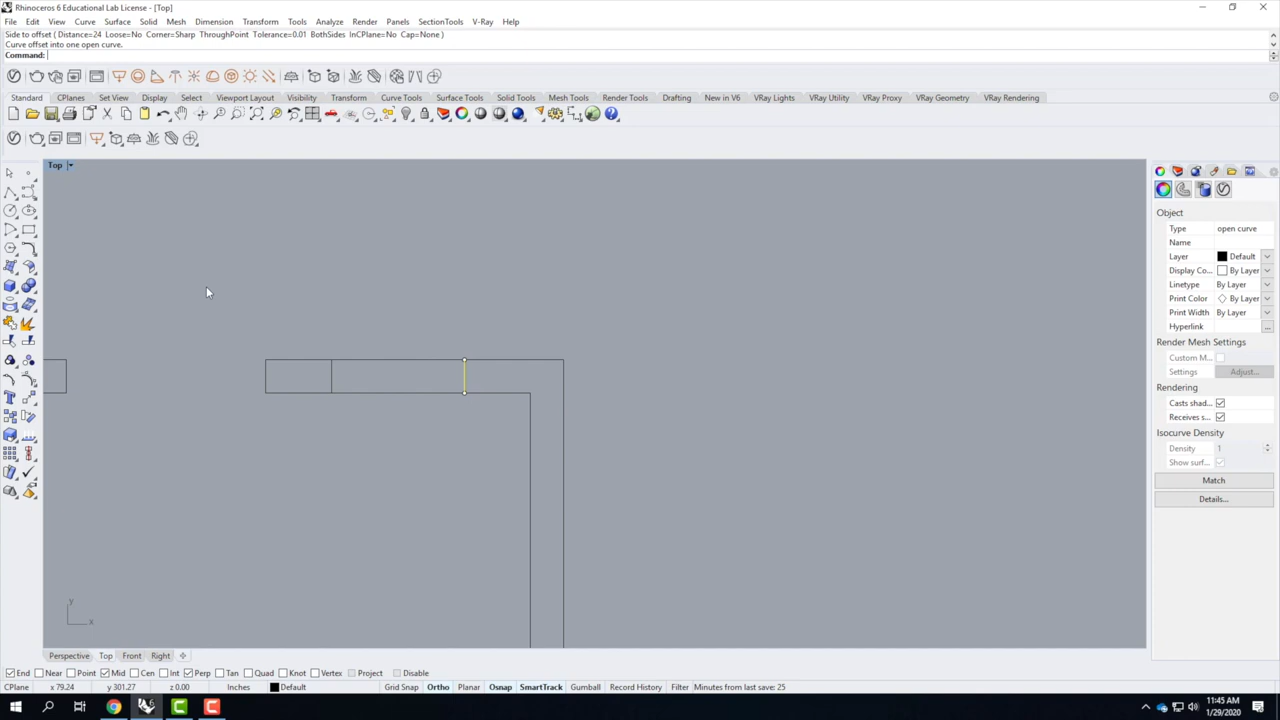 Rhinoceros 6 Educational Lab License - [Top]
File Edit View Curve Surface Solid Mesh Dimension Transform Tools Analyze Render Panels SectionTools V-Ray Help
Side to offset ( Distance=24 Loose=No Corner=Sharp ThroughPoint Tolerance=0.01 BothSides InCPlane=No Cap=None )
Curve offset into one open curve.
Command:
Standard CPlanes Set View Display Select Viewport Layout Visibility Transform Curve Tools Surface Tools Solid Tools Mesh Tools Render Tools Drafting New in V6 VRay Lights VRay Utility VRay Proxy VRay Geometry VRay Rendering
Top
Object
Type open curve
Name
Layer Default
Display Co... By Layer
Linetype By Layer
Print Color By Layer
Print Width By Layer
Hyperlink ...
Render Mesh Settings
Custom M...
Settings Adjust...
Rendering
Casts shad...
Receives s...
Isocurve Density
Density 1
Show surf...
Match
Details...
y
x
Perspective Top Front Right
End Near Point Mid Cen Int Perp Tan Quad Knot Vertex Project Disable
CPlane x 79.24 y 301.27 z 0.00 Inches Default Grid Snap Ortho Planar Osnap SmartTrack Gumball Record History Filter Minutes from last save: 25
11:45 AM
1/29/2020